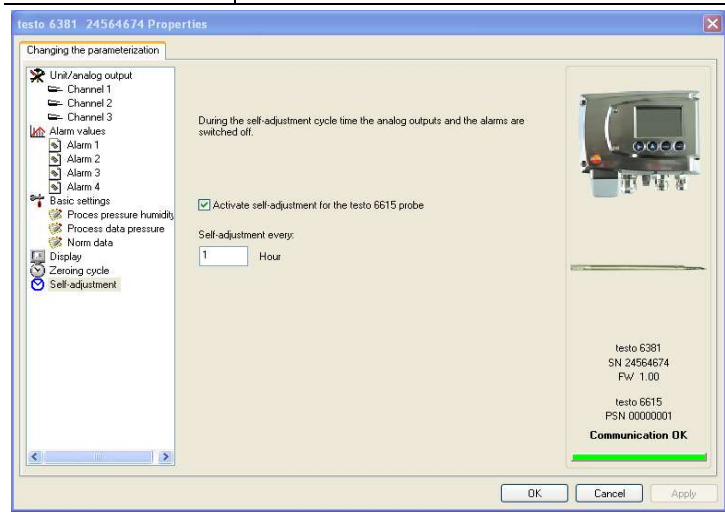 testo 6381 24564674 Properties
Changing the parameterization
Unit/analog output
Channel 1
Channel 2
Channel 3
Alarm values
Alarm 1
Alarm 2
Alarm 3
Alarm 4
Basic settings
Proces pressure humidity
Process data pressure
Norm data
Display
Zeroing cycle
Self-adjustment
During the self-adjustment cycle time the analog outputs and the alarms are
switched off.
Activate self-adjustment for the testo 6615 probe
Self-adjustment every:
1 Hour
testo 6381
SN 24564674
FW 1.00
testo 6615
PSN 00000001
Communication OK
OK Cancel Apply